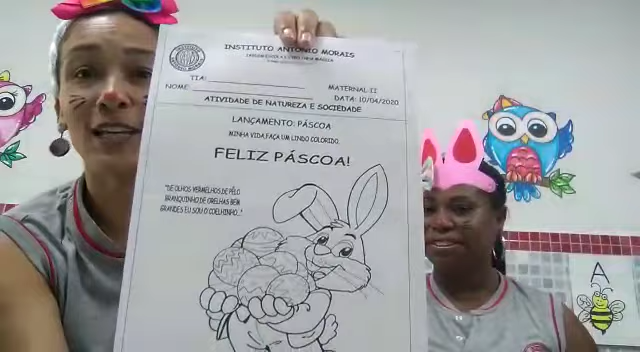 INSTITUTO ANTONIO MORAIS
TIA:
NOME
MATERNAL II
DATA: 10/04/2020
ATIVIDADE DE NATUREZA E SOCIEDADE
LANÇAMENTO: PÁSCOA
MINHA VIDA, FAÇA UM LINDO COLORIDO.
FELIZ PÁSCOA!
"DE OLHOS VERMELHOS, DE PÊLO
BRANQUINHO, DE ORELHAS BEM
GRANDES EU SOU O COELHINHO..."
A